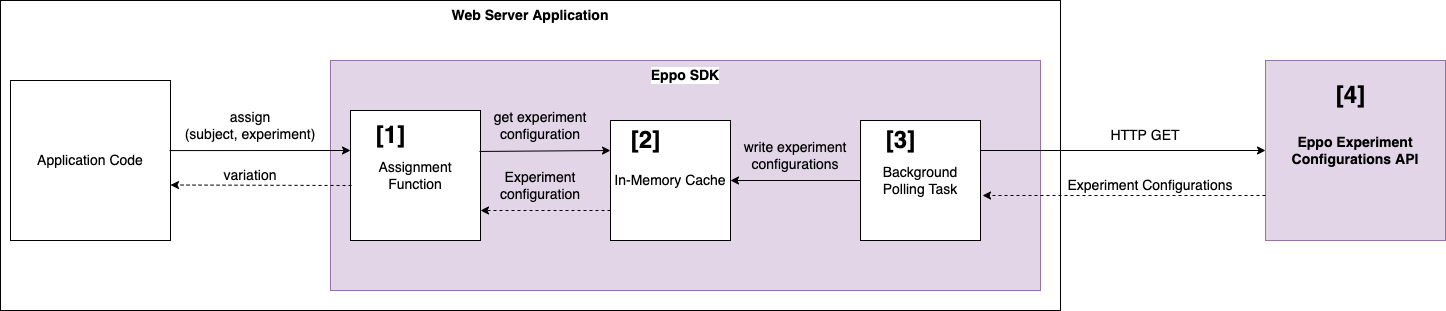 Web Server Application
Eppo SDK
Application Code
assign
(subject, experiment)
variation
[1]
Assignment
Function
get experiment
configuration
Experiment
configuration
[2]
In-Memory Cache
write experiment
configurations
[3]
Background
Polling Task
HTTP GET
Experiment Configurations
[4]
Eppo Experiment
Configurations API